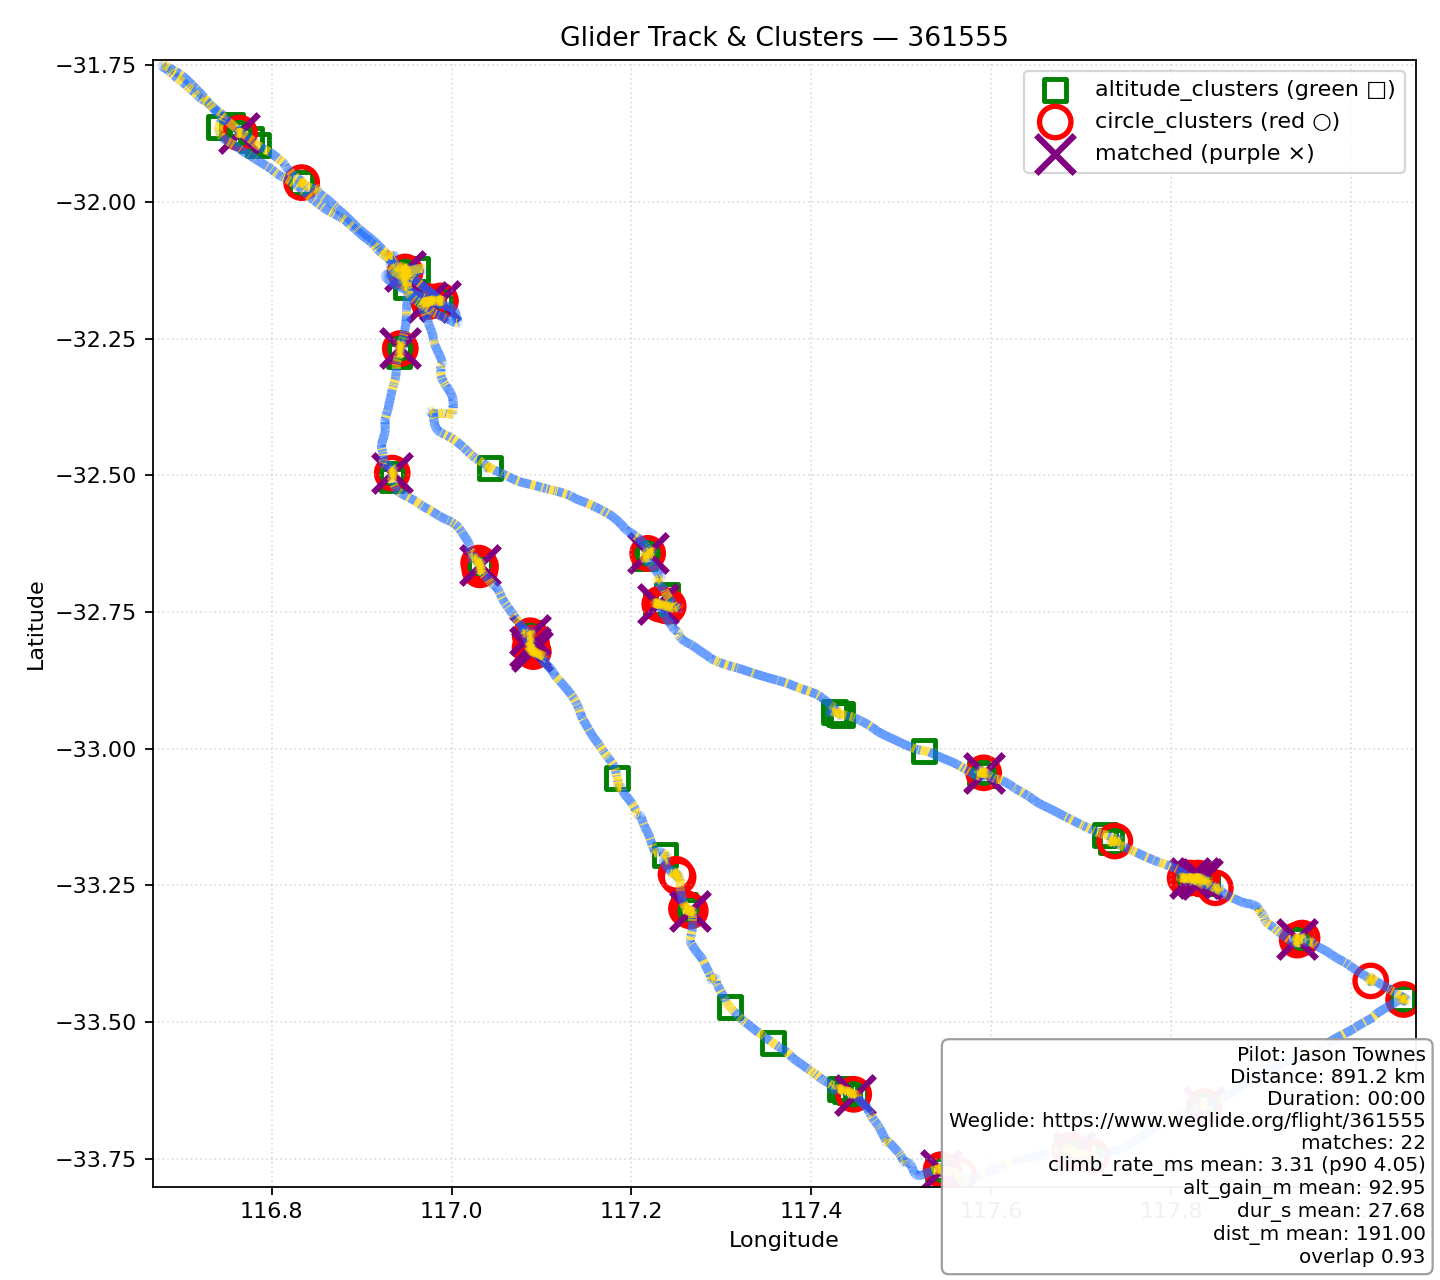 Glider Track & Clusters — 361555
altitude_clusters (green □)
circle_clusters (red ○)
matched (purple ×)
−31.75
−32.00
−32.25
−32.50
−32.75
−33.00
−33.25
−33.50
−33.75
Latitude
116.8
117.0
117.2
117.4
117.6
117.8
Longitude
Pilot: Jason Townes
Distance: 891.2 km
Duration: 00:00
Weglide: https://www.weglide.org/flight/361555
matches: 22
climb_rate_ms mean: 3.31 (p90 4.05)
alt_gain_m mean: 92.95
dur_s mean: 27.68
dist_m mean: 191.00
overlap 0.93